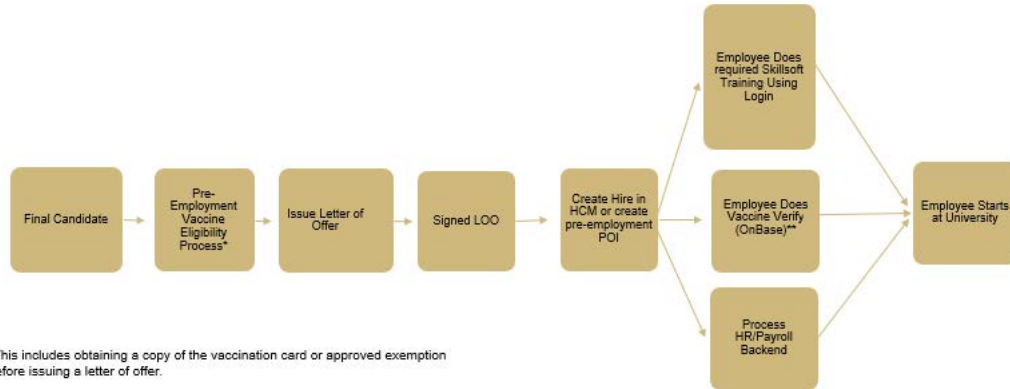 Final Candidate
Pre-
Employment
Vaccine
Eligibility
Process*
Issue Letter of
Offer
Signed LOO
Create Hire in
HCM or create
pre-employment
POI
Employee Does
required Skillsoft
Training Using
Login
Employee Does
Vaccine Verify
(OnBase)**
Process
HR/Payroll
Backend
Employee Starts
at University
his includes obtaining a copy of the vaccination card or approved exemption
efore issuing a letter of offer.